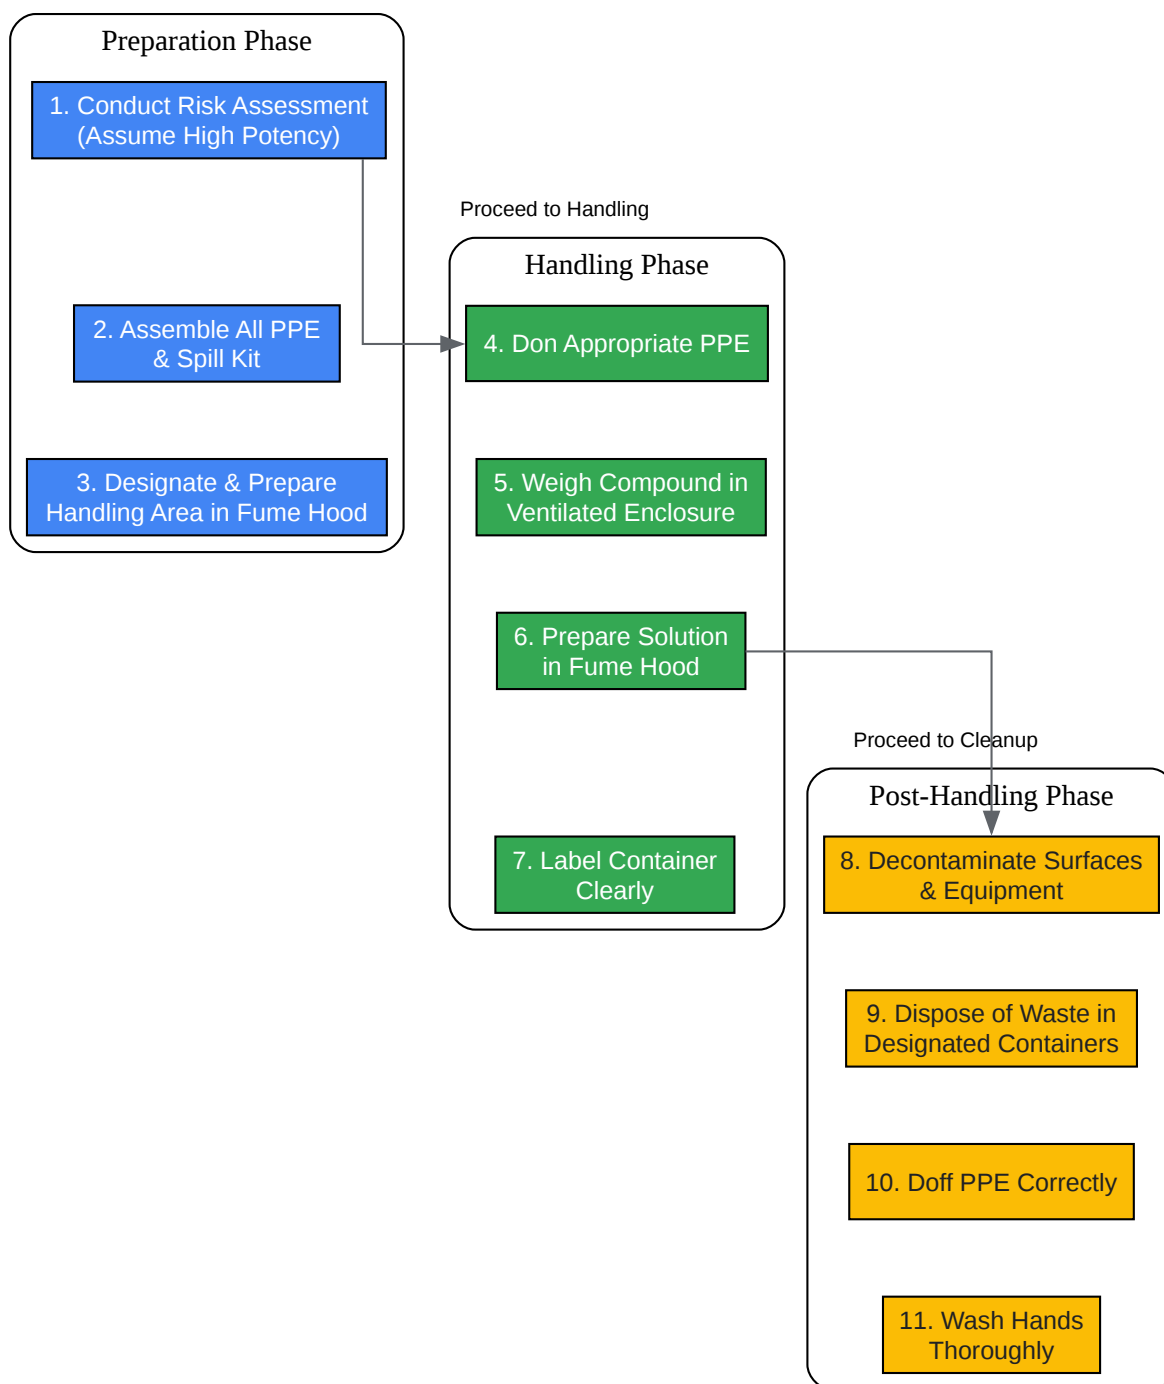 Preparation Phase
1. Conduct Risk Assessment
(Assume High Potency)
2. Assemble All PPE
& Spill Kit
3. Designate & Prepare
Handling Area in Fume Hood
Proceed to Handling
Handling Phase
4. Don Appropriate PPE
5. Weigh Compound in
Ventilated Enclosure
6. Prepare Solution
in Fume Hood
7. Label Container
Clearly
Proceed to Cleanup
Post-Handling Phase
8. Decontaminate Surfaces
& Equipment
9. Dispose of Waste in
Designated Containers
10. Doff PPE Correctly
11. Wash Hands
Thoroughly